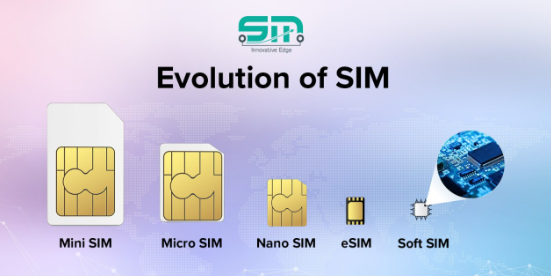 Sm
Innovative Edge
Evolution of SIM
Mini SIM
Micro SIM
Nano SIM
eSIM
Soft SIM